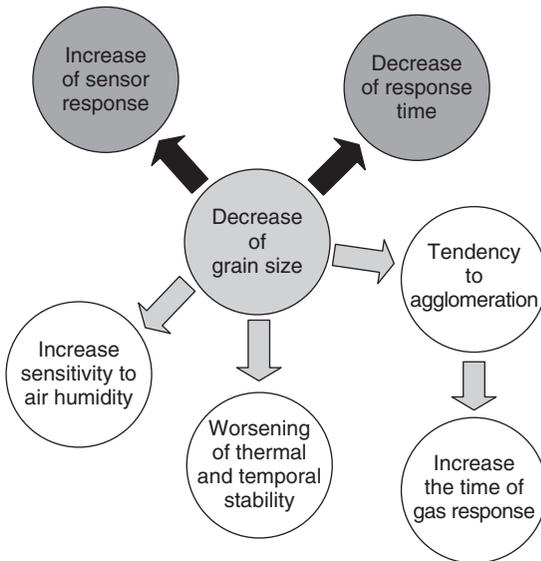 Increase
of sensor
response
Decrease
of response
time
Decrease
of
grain size
Tendency
to
agglomeration
Increase
sensitivity to
air humidity
Worsening
of thermal
and temporal
stability
Increase
the time of
gas response